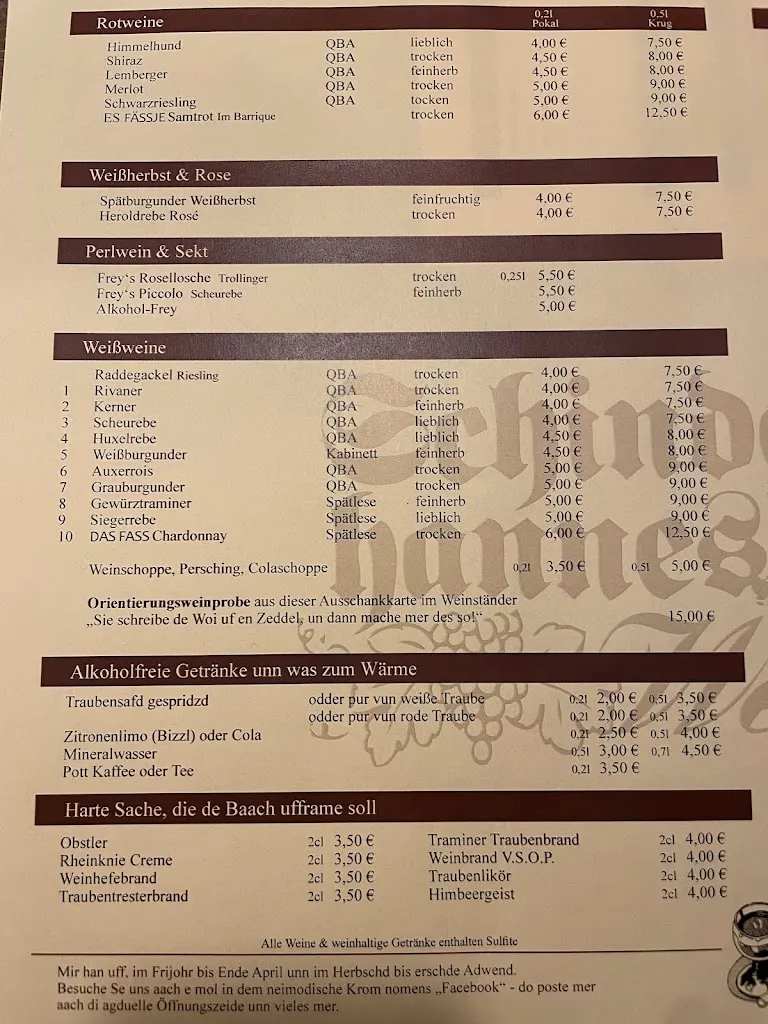 Rotweine 0,2l Pokal 0,5l Krug
Himmelhund QBA lieblich 4,00 € 7,50 €
Shiraz QBA trocken 4,50 € 8,00 €
Lemberger QBA feinherb 4,50 € 8,00 €
Merlot QBA trocken 5,00 € 9,00 €
Schwarzriesling QBA tocken 5,00 € 9,00 €
ES FÄSSJE Samtrot Im Barrique trocken 6,00 € 12,50 €
Weißherbst & Rose
Spätburgunder Weißherbst feinfruchtig 4,00 € 7,50 €
Heroldrebe Rosé trocken 4,00 € 7,50 €
Perlwein & Sekt
Frey's Rosellosche Trollinger trocken 0,25l 5,50 €
Frey's Piccolo Scheurebe feinherb 5,50 €
Alkohol-Frey 5,00 €
Weißweine
Raddegackel Riesling QBA trocken 4,00 € 7,50 €
1 Rivaner QBA trocken 4,00 € 7,50 €
2 Kerner QBA feinherb 4,00 € 7,50 €
3 Scheurebe QBA lieblich 4,00 € 7,50 €
4 Huxelrebe QBA lieblich 4,50 € 8,00 €
5 Weißburgunder Kabinett feinherb 4,50 € 8,00 €
6 Auxerrois QBA trocken 5,00 € 9,00 €
7 Grauburgunder QBA trocken 5,00 € 9,00 €
8 Gewürztraminer Spätlese feinherb 5,00 € 9,00 €
9 Siegerrebe Spätlese lieblich 5,00 € 9,00 €
10 DAS FASS Chardonnay Spätlese trocken 6,00 € 12,50 €
Weinschoppe, Persching, Colaschoppe 0,2l 3,50 € 0,5l 5,00 €
Orientierungsweinprobe aus dieser Ausschankkarte im Weinständer
„Sie schreibe de Woi uf en Zeddel, un dann mache mer des so!“ 15,00 €
Alkoholfreie Getränke unn was zum Wärme
Traubensafd gespridzd odder pur vun weiße Traube 0,2l 2,00 € 0,5l 3,50 €
odder pur vun rode Traube 0,2l 2,00 € 0,5l 3,50 €
Zitronenlimo (Bizzl) oder Cola 0,2l 2,50 € 0,5l 4,00 €
Mineralwasser 0,5l 3,00 € 0,7l 4,50 €
Pott Kaffee oder Tee 0,2l 3,50 €
Harte Sache, die de Baach ufframe soll
Obstler 2cl 3,50 € Traminer Traubenbrand 2cl 4,00 €
Rheinknie Creme 2cl 3,50 € Weinbrand V.S.O.P. 2cl 4,00 €
Weinhefebrand 2cl 3,50 € Traubenlikör 2cl 4,00 €
Traubentresterbrand 2cl 3,50 € Himbeergeist 2cl 4,00 €
Alle Weine & weinhaltige Getränke enthalten Sulfite
Mir han uff, im Frijohr bis Ende April unn im Herbschd bis erschde Adwend.
Besuche Se uns aach e mol in dem neimodische Krom nomens „Facebook“ - do poste mer
aach di agduelle Öffnungszeide unn vieles mer.